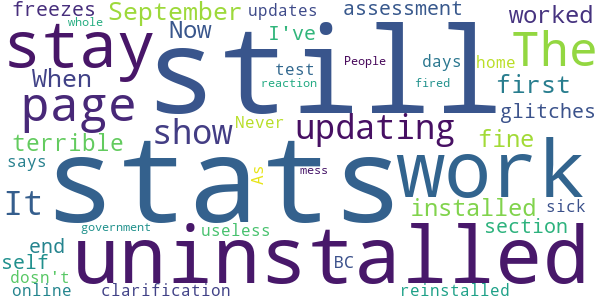 freezes September updates assessment worked
whole
stay still Now I've The
When test People days home
reaction fired first
page show Never updating glitches
terrible fine
says stats work
As mess
It installed sick
government useless section
end uninstalled BC
self
dosn't
online clarification reinstalled